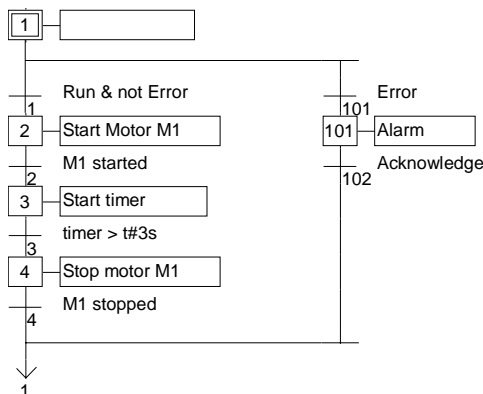 1
Run & not Error
Error
1
101
2
Start Motor M1
101
Alarm
M1 started
Acknowledge
2
102
3
Start timer
timer > t#3s
3
4
Stop motor M1
M1 stopped
4
1